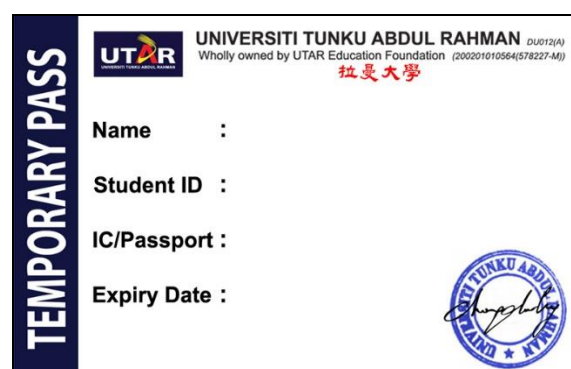 TEMPORARY PASS
UTAR
UNIVERSITI TUNKU ABDUL RAHMAN
UNIVERSITI TUNKU ABDUL RAHMAN DU012(A)
Wholly owned by UTAR Education Foundation (200201010564(578227-M))
拉曼大學
Name :
Student ID :
IC/Passport :
Expiry Date :
UNIVERSITI TUNKU ABDUL RAHMAN